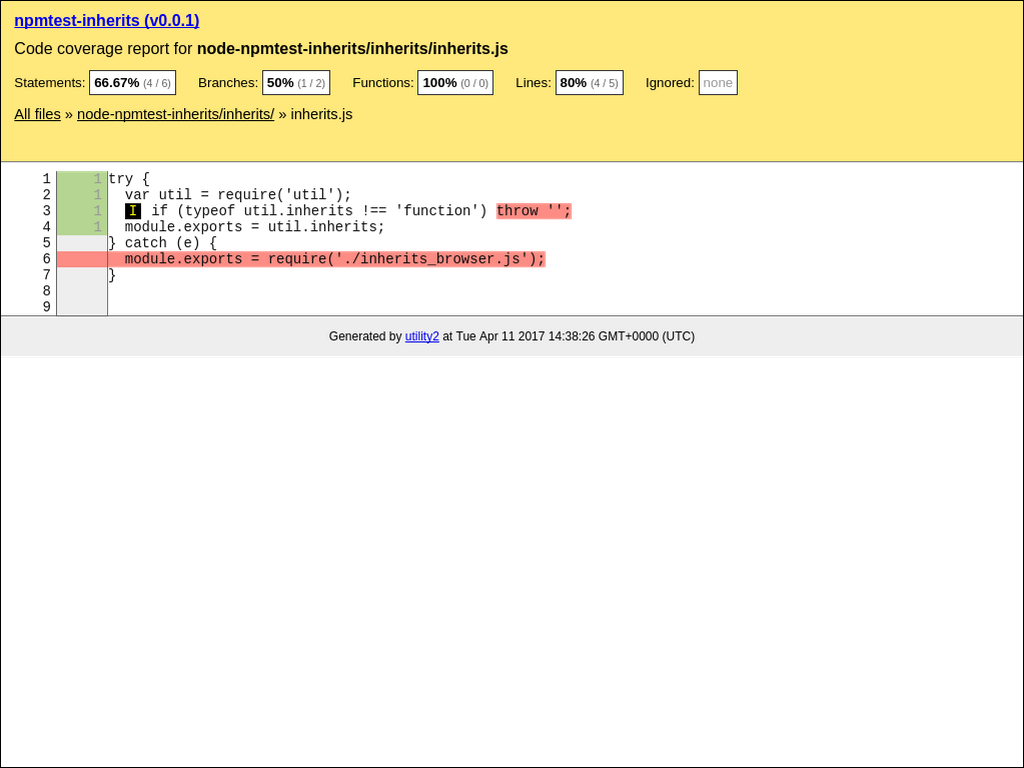 npmtest-inherits (v0.0.1)
Code coverage report for node-npmtest-inherits/inherits/inherits.js
Statements: 66.67% (4 / 6) Branches: 50% (1 / 2) Functions: 100% (0 / 0) Lines: 80% (4 / 5) Ignored: none
All files » node-npmtest-inherits/inherits/ » inherits.js
1 1 try {
2 1 var util = require('util');
3 1 I if (typeof util.inherits !== 'function') throw '';
4 1 module.exports = util.inherits;
5 } catch (e) {
6 module.exports = require('./inherits_browser.js');
7 }
8
9
Generated by utility2 at Tue Apr 11 2017 14:38:26 GMT+0000 (UTC)